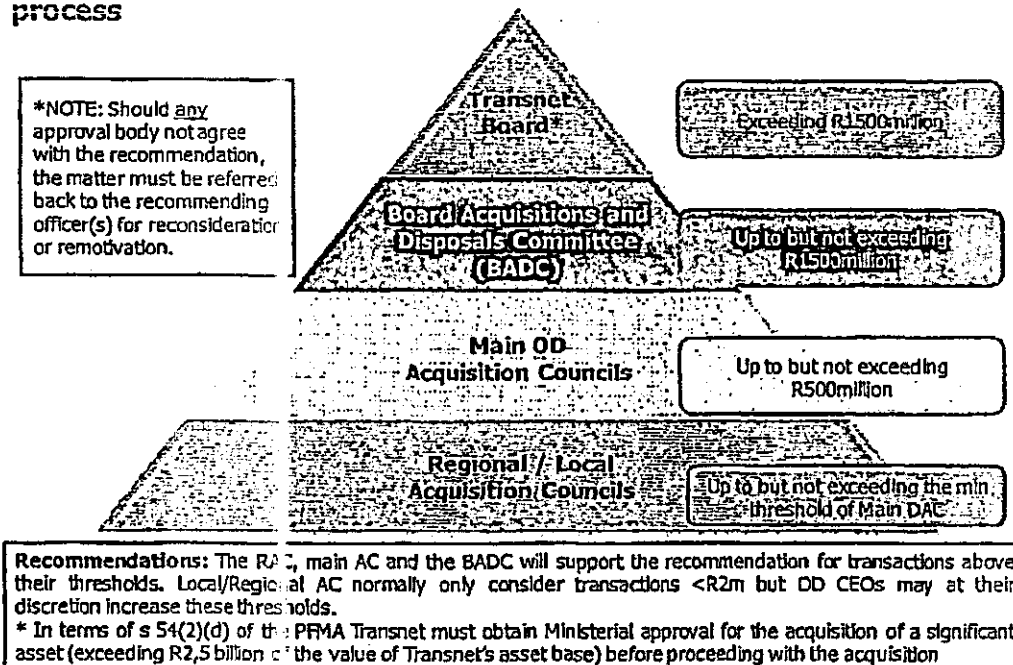 process
*NOTE: Should any
approval body not agree
with the recommendation,
the matter must be referred
back to the recommending
officer(s) for reconsideration
or remotivation.
Transnet
Board*
Exceeding R1500million
Board Acquisitions and
Disposals Committee
(BADC)
Up to but not exceeding
R1500million
Main OD
Acquisition Councils
Up to but not exceeding
R500million
Regional / Local
Acquisition Councils
Up to but not exceeding the min
threshold of Main DAC
Recommendations: The RAC, main AC and the BADC will support the recommendation for transactions above
their thresholds. Local/Regional AC normally only consider transactions <R2m but OD CEOs may at their
discretion increase these thresholds.
* In terms of s 54(2)(d) of the PFMA Transnet must obtain Ministerial approval for the acquisition of a significant
asset (exceeding R2,5 billion of the value of Transnet's asset base) before proceeding with the acquisition